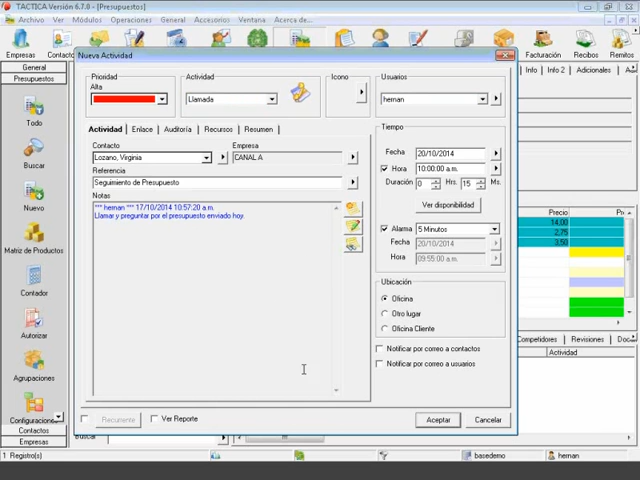 TACTICA Versión 6.7.0 - [Presupuestos]
Archivo Ver Módulos Operaciones General Accesorios Ventana Acerca de...
Empresas
Contacto
Facturación Recibos Remitos
General
Presupuestos
Todo
Buscar
Nuevo
Matriz de Productos
Contador
Autorizar
Agrupaciones
Configuraciones
Contactos
Empresas
Info Info 2 Adicionales
Precio
14,00
2,75
3,50
Competidores Revisiones
Actividad
Nueva Actividad
Prioridad
Alta
Actividad
Llamada
Icono
Usuarios
hernan
Actividad Enlace Auditoría Recursos Resumen
Contacto
Lozano, Virginia
Empresa
CANAL A
Referencia
Seguimiento de Presupuesto
Notas
*** hernan *** 17/10/2014 10:57:20 a.m.
Llamar y preguntar por el presupuesto enviado hoy.
Tiempo
Fecha 20/10/2014
Hora 10:00:00 a.m.
Duración 0 Hrs. 15 Ms.
Ver disponibilidad
Alarma 5 Minutos
Fecha 20/10/2014
Hora 09:55:00 a.m.
Ubicación
Oficina
Otro lugar
Oficina Cliente
Notificar por correo a contactos
Notificar por correo a usuarios
Recurrente
Ver Reporte
Aceptar
Cancelar
Buscar
1 Registro(s)
basedemo
hernan